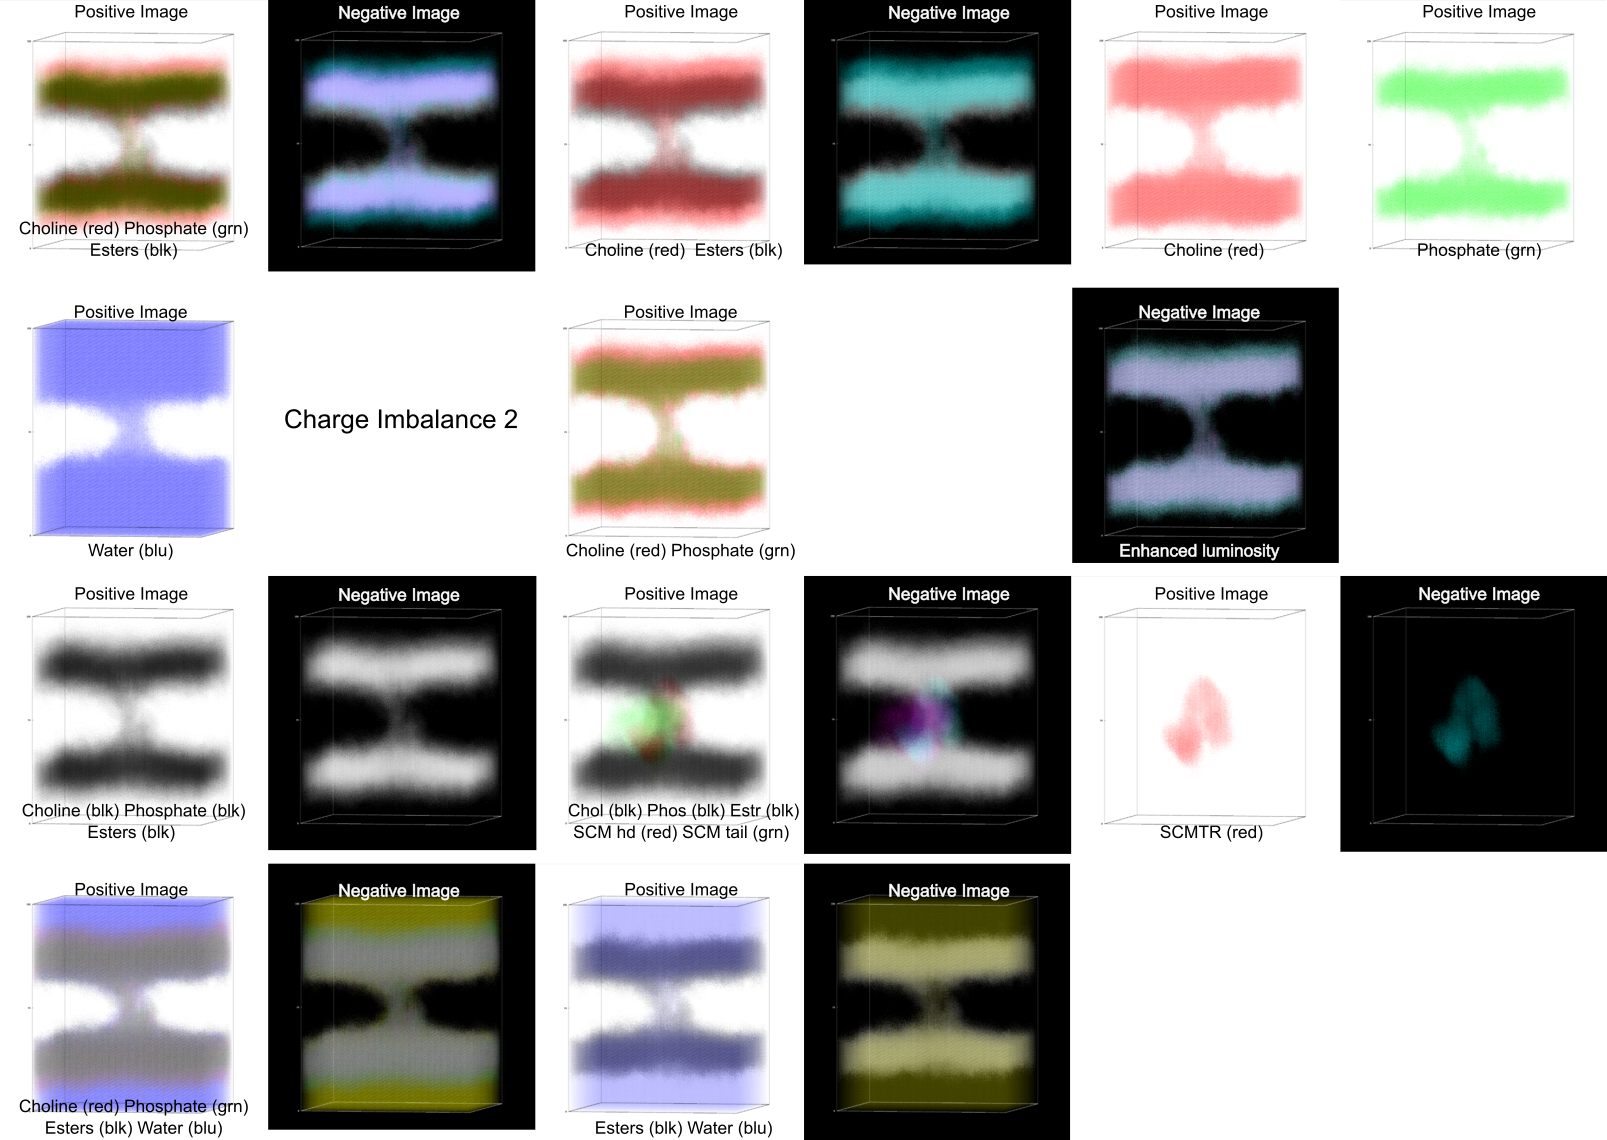 Positive Image
Negative Image
Positive Image
Negative Image
Positive Image
Positive Image
Choline (red) Phosphate (grn)
Esters (blk)
Choline (red) Esters (blk)
Choline (red)
Phosphate (grn)
Positive Image
Positive Image
Negative Image
Charge Imbalance 2
Water (blu)
Choline (red) Phosphate (grn)
Enhanced luminosity
Positive Image
Negative Image
Positive Image
Negative Image
Positive Image
Negative Image
Choline (blk) Phosphate (blk)
Esters (blk)
Chol (blk) Phos (blk) Estr (blk)
SCM hd (red) SCM tail (grn)
SCMTR (red)
Positive Image
Negative Image
Positive Image
Negative Image
Choline (red) Phosphate (grn)
Esters (blk) Water (blu)
Esters (blk) Water (blu)